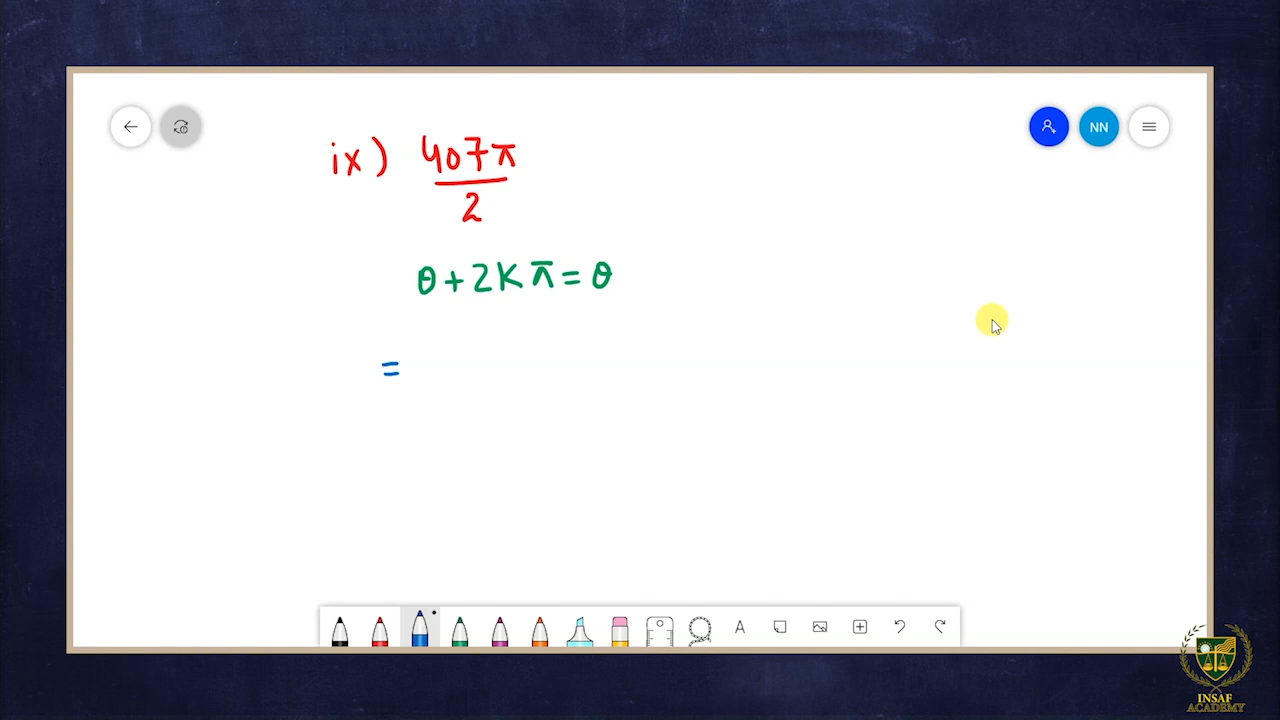 NN
ix) 407π
2
θ+2Kπ=θ
=
A
INSAF
ACADEMY